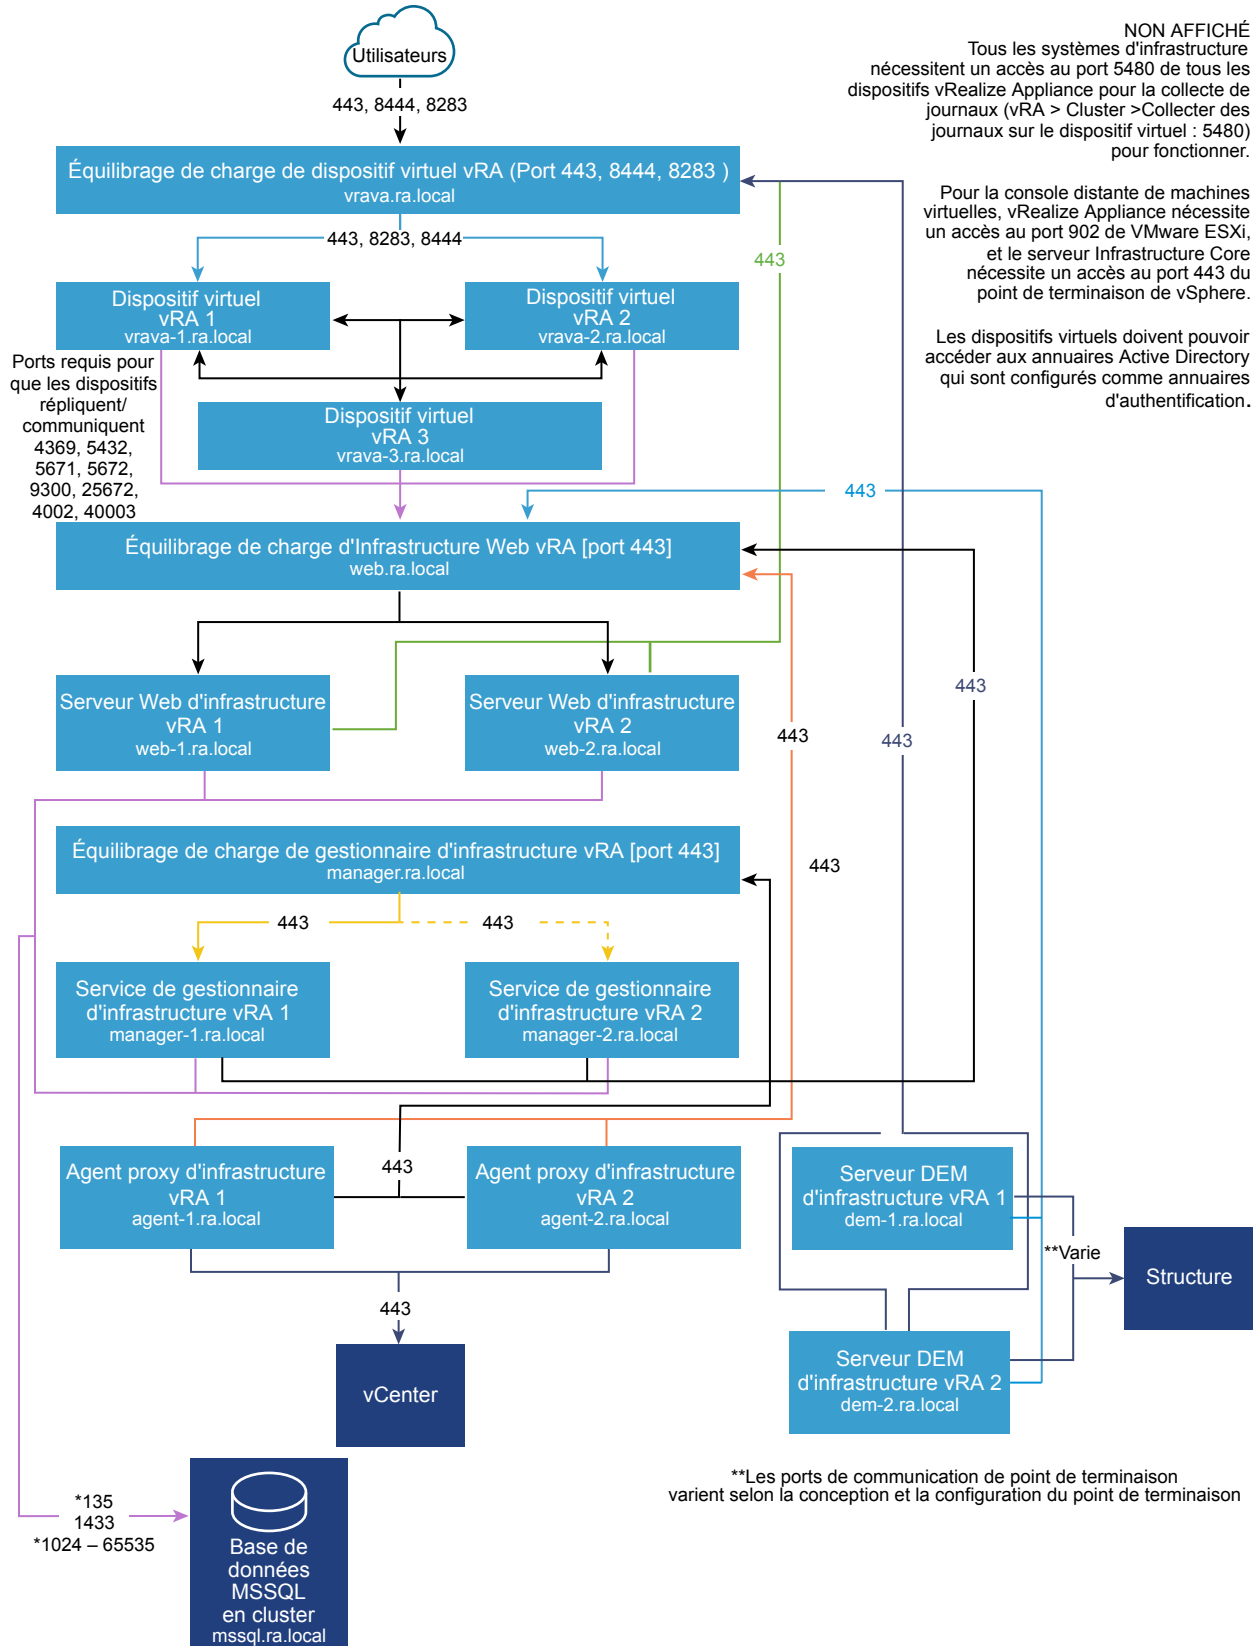 Utilisateurs
443, 8444, 8283
NON AFFICHÉ
Tous les systèmes d'infrastructure
nécessitent un accès au port 5480 de tous les
dispositifs vRealize Appliance pour la collecte de
journaux (vRA > Cluster >Collecter des
journaux sur le dispositif virtuel : 5480)
pour fonctionner.
Pour la console distante de machines
virtuelles, vRealize Appliance nécessite
un accès au port 902 de VMware ESXi,
et le serveur Infrastructure Core
nécessite un accès au port 443 du
point de terminaison de vSphere.
Les dispositifs virtuels doivent pouvoir
accéder aux annuaires Active Directory
qui sont configurés comme annuaires
d'authentification.
Équilibrage de charge de dispositif virtuel vRA (Port 443, 8444, 8283 )
vrava.ra.local
443, 8283, 8444
443
Dispositif virtuel
vRA 1
vrava-1.ra.local
Dispositif virtuel
vRA 2
vrava-2.ra.local
Ports requis pour
que les dispositifs
répliquent/
communiquent
4369, 5432,
5671, 5672,
9300, 25672,
4002, 40003
Dispositif virtuel
vRA 3
vrava-3.ra.local
443
Équilibrage de charge d'Infrastructure Web vRA [port 443]
web.ra.local
Serveur Web d'infrastructure
vRA 1
web-1.ra.local
Serveur Web d'infrastructure
vRA 2
web-2.ra.local
443
443
443
Équilibrage de charge de gestionnaire d'infrastructure vRA [port 443]
manager.ra.local
443
443
443
Service de gestionnaire
d'infrastructure vRA 1
manager-1.ra.local
Service de gestionnaire
d'infrastructure vRA 2
manager-2.ra.local
Agent proxy d'infrastructure
vRA 1
agent-1.ra.local
443
Agent proxy d'infrastructure
vRA 2
agent-2.ra.local
Serveur DEM
d'infrastructure vRA 1
dem-1.ra.local
**Varie
Structure
443
vCenter
Serveur DEM
d'infrastructure vRA 2
dem-2.ra.local
**Les ports de communication de point de terminaison
varient selon la conception et la configuration du point de terminaison
*135
1433
*1024 – 65535
Base de
données
MSSQL
en cluster
mssql.ra.local